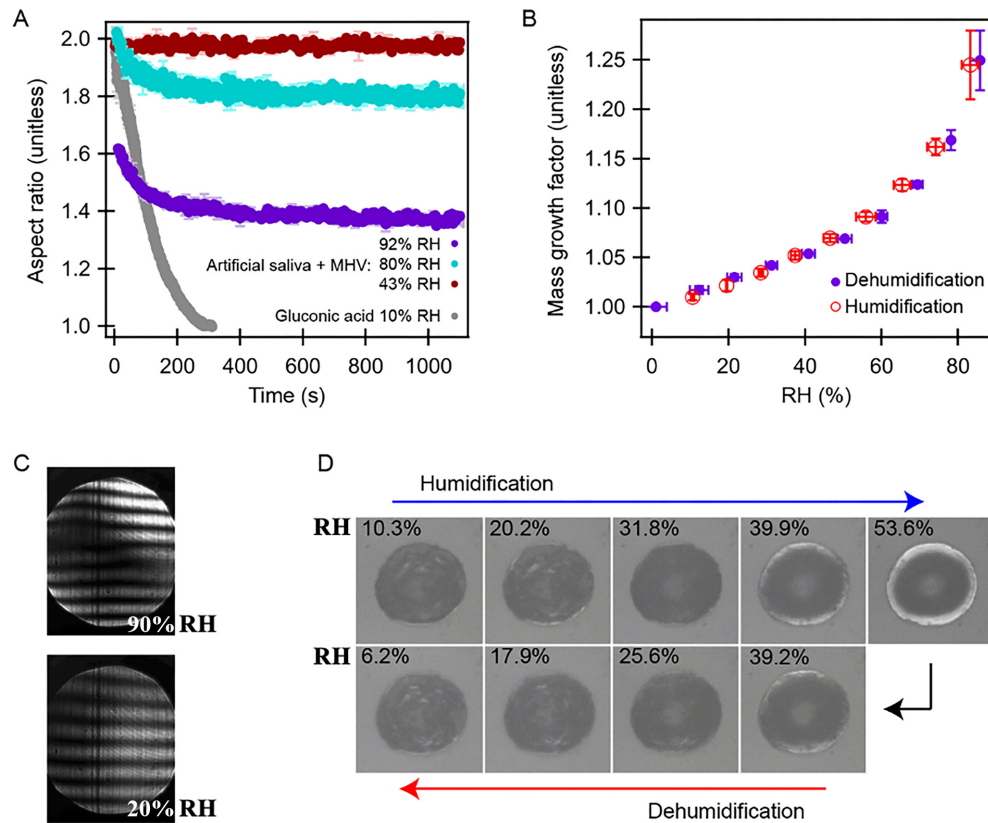 A
Aspect ratio (unitless)
2.0
1.8
1.6
1.4
1.2
1.0
92% RH
Artificial saliva + MHV: 80% RH
43% RH
Gluconic acid 10% RH
0 200 400 600 800 1000
Time (s)
B
Mass growth factor (unitless)
1.25
1.20
1.15
1.10
1.05
1.00
Dehumidification
Humidification
0 20 40 60 80
RH (%)
C
90% RH
20% RH
D
Humidification
RH 10.3% 20.2% 31.8% 39.9% 53.6%
RH 6.2% 17.9% 25.6% 39.2%
Dehumidification